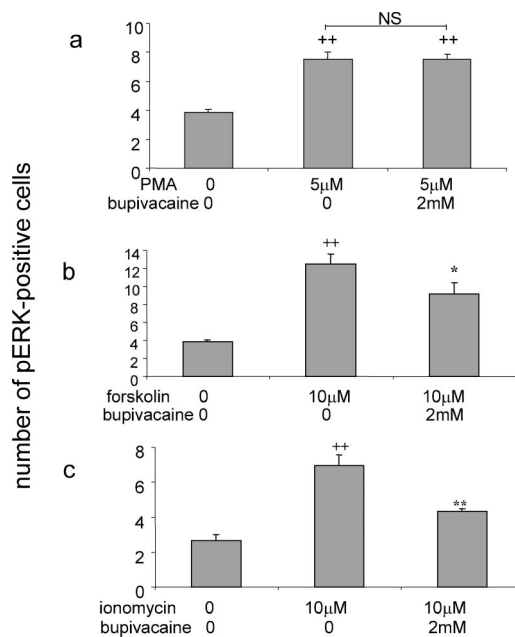 number of pERK-positive cells
a
NS
10
8
6
4
2
0
++ ++
PMA 0 5µM 5µM
bupivacaine 0 0 2mM
b
14
12
10
8
6
4
2
0
++ *
forskolin 0 10µM 10µM
bupivacaine 0 0 2mM
c
8
6
4
2
0
++ **
ionomycin 0 10µM 10µM
bupivacaine 0 0 2mM